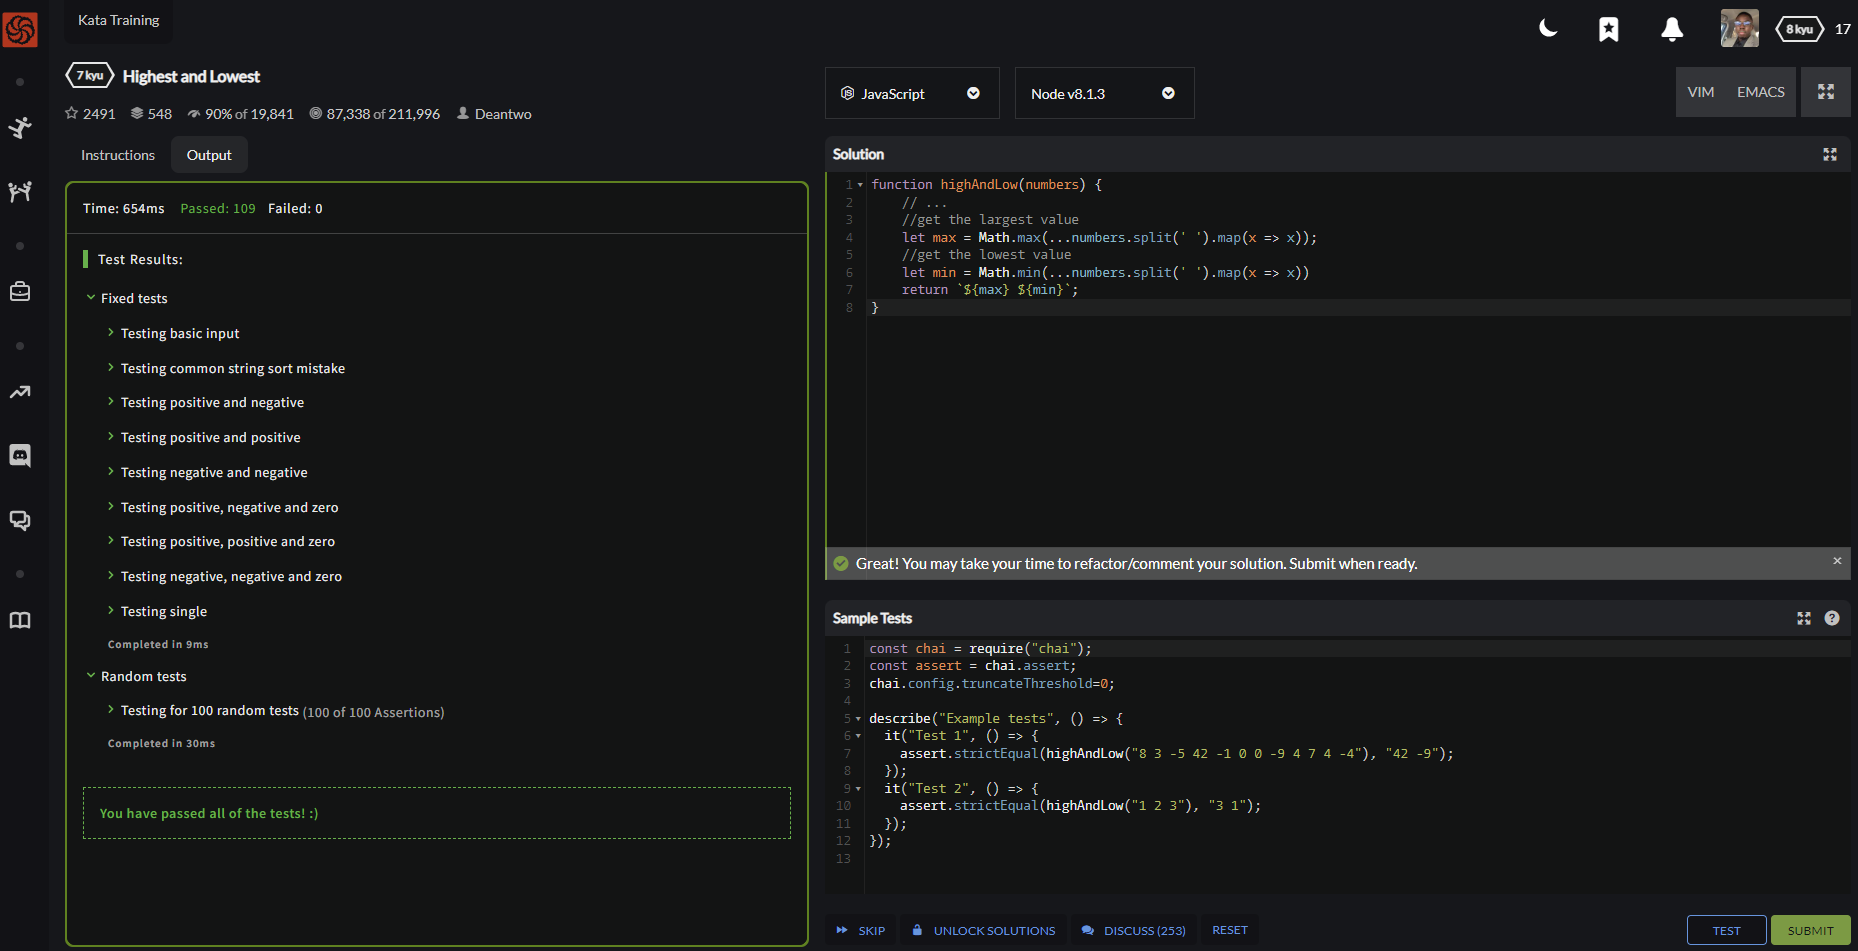 Kata Training
8 kyu 17
7 kyu Highest and Lowest
2491 548 90% of 19,841 87,338 of 211,996 Deantwo
Instructions Output
Time: 654ms Passed: 109 Failed: 0
Test Results:
Fixed tests
Testing basic input
Testing common string sort mistake
Testing positive and negative
Testing positive and positive
Testing negative and negative
Testing positive, negative and zero
Testing positive, positive and zero
Testing negative, negative and zero
Testing single
Completed in 9ms
Random tests
Testing for 100 random tests (100 of 100 Assertions)
Completed in 30ms
You have passed all of the tests! :)
JavaScript Node v8.1.3 VIM EMACS
Solution
1 function highAndLow(numbers) {
2 // ...
3 //get the largest value
4 let max = Math.max(...numbers.split(' ').map(x => x));
5 //get the lowest value
6 let min = Math.min(...numbers.split(' ').map(x => x))
7 return `${max} ${min}`;
8 }
Great! You may take your time to refactor/comment your solution. Submit when ready. ×
Sample Tests ?
1 const chai = require("chai");
2 const assert = chai.assert;
3 chai.config.truncateThreshold=0;
4
5 describe("Example tests", () => {
6 it("Test 1", () => {
7 assert.strictEqual(highAndLow("8 3 -5 42 -1 0 0 -9 4 7 4 -4"), "42 -9");
8 });
9 it("Test 2", () => {
10 assert.strictEqual(highAndLow("1 2 3"), "3 1");
11 });
12 });
13
SKIP UNLOCK SOLUTIONS DISCUSS (253) RESET TEST SUBMIT